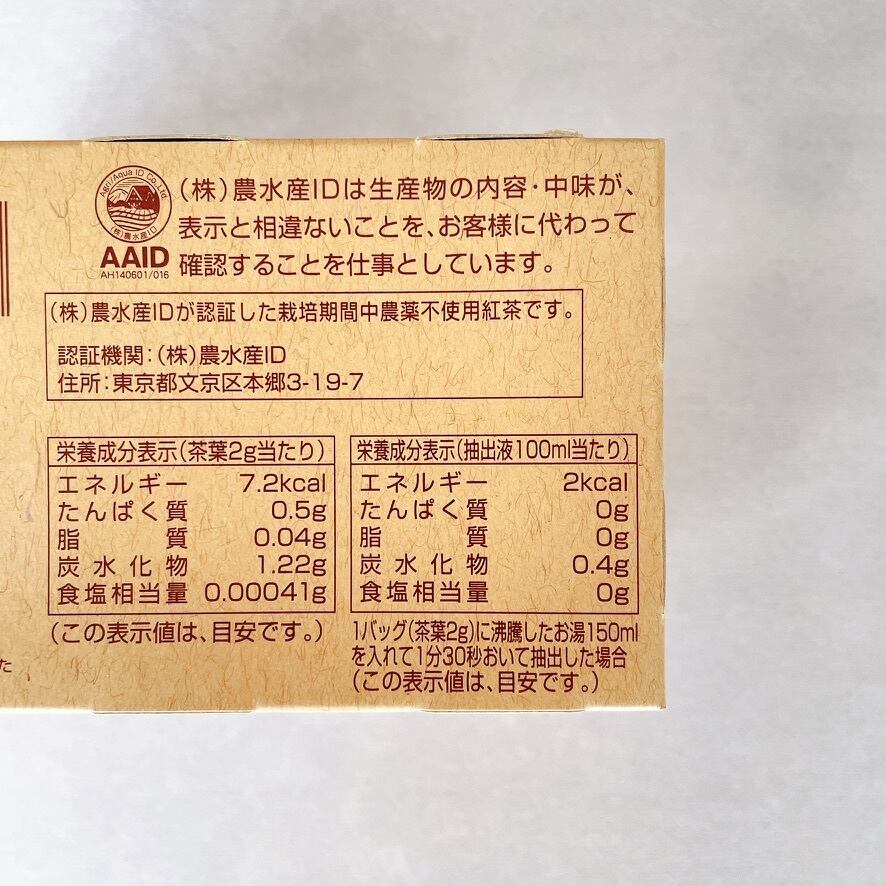 Agri/Aqua ID Co.,Ltd.
(株)農水産ID
AAID
AH140601/016
(株)農水産IDは生産物の内容・中味が、
表示と相違ないことを、お客様に代わって
確認することを仕事としています。
(株)農水産IDが認証した栽培期間中農薬不使用紅茶です。
認証機関:(株)農水産ID
住所:東京都文京区本郷3-19-7
栄養成分表示(茶葉2g当たり)
エネルギー 7.2kcal
たんぱく質 0.5g
脂質 0.04g
炭水化物 1.22g
食塩相当量 0.00041g
(この表示値は、目安です。)
栄養成分表示(抽出液100ml当たり)
エネルギー 2kcal
たんぱく質 0g
脂質 0g
炭水化物 0.4g
食塩相当量 0g
1バッグ(茶葉2g)に沸騰したお湯150ml
を入れて1分30秒おいて抽出した場合
(この表示値は、目安です。)
た